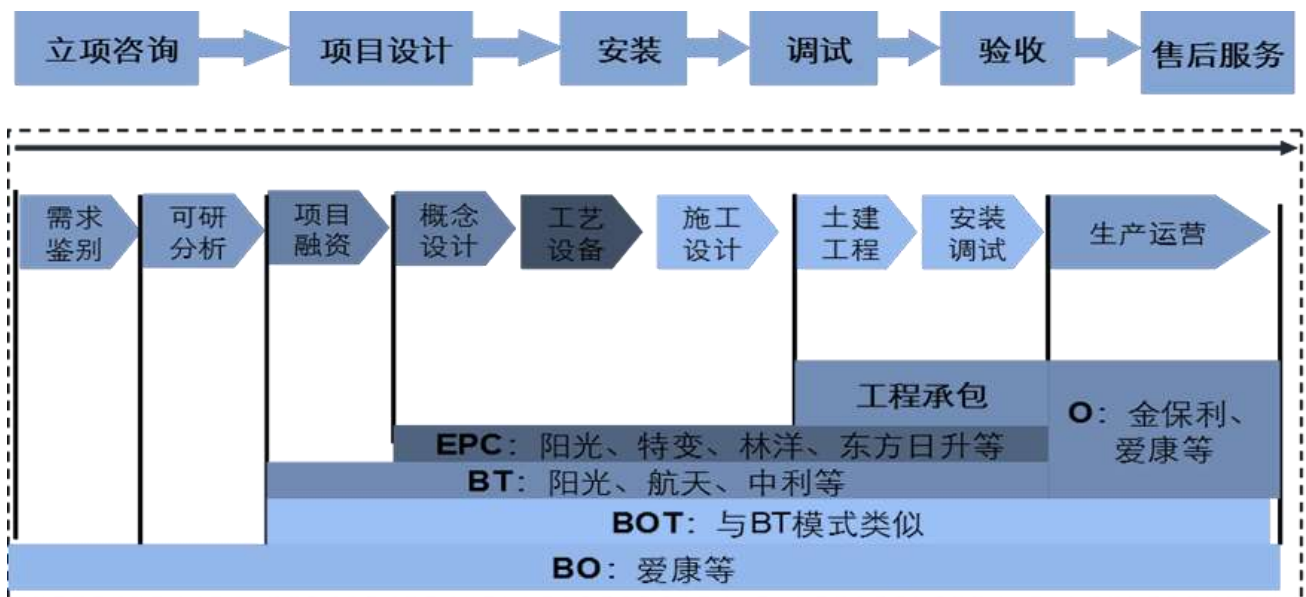 立项咨询
项目设计
安装
调试
验收
售后服务
需求
鉴别
可研
分析
项目
融资
概念
设计
工艺
设备
施工
设计
土建
工程
安装
调试
生产运营
工程承包
O：金保利、
爱康等
EPC：阳光、特变、林洋、东方日升等
BT：阳光、航天、中利等
BOT：与BT模式类似
BO：爱康等